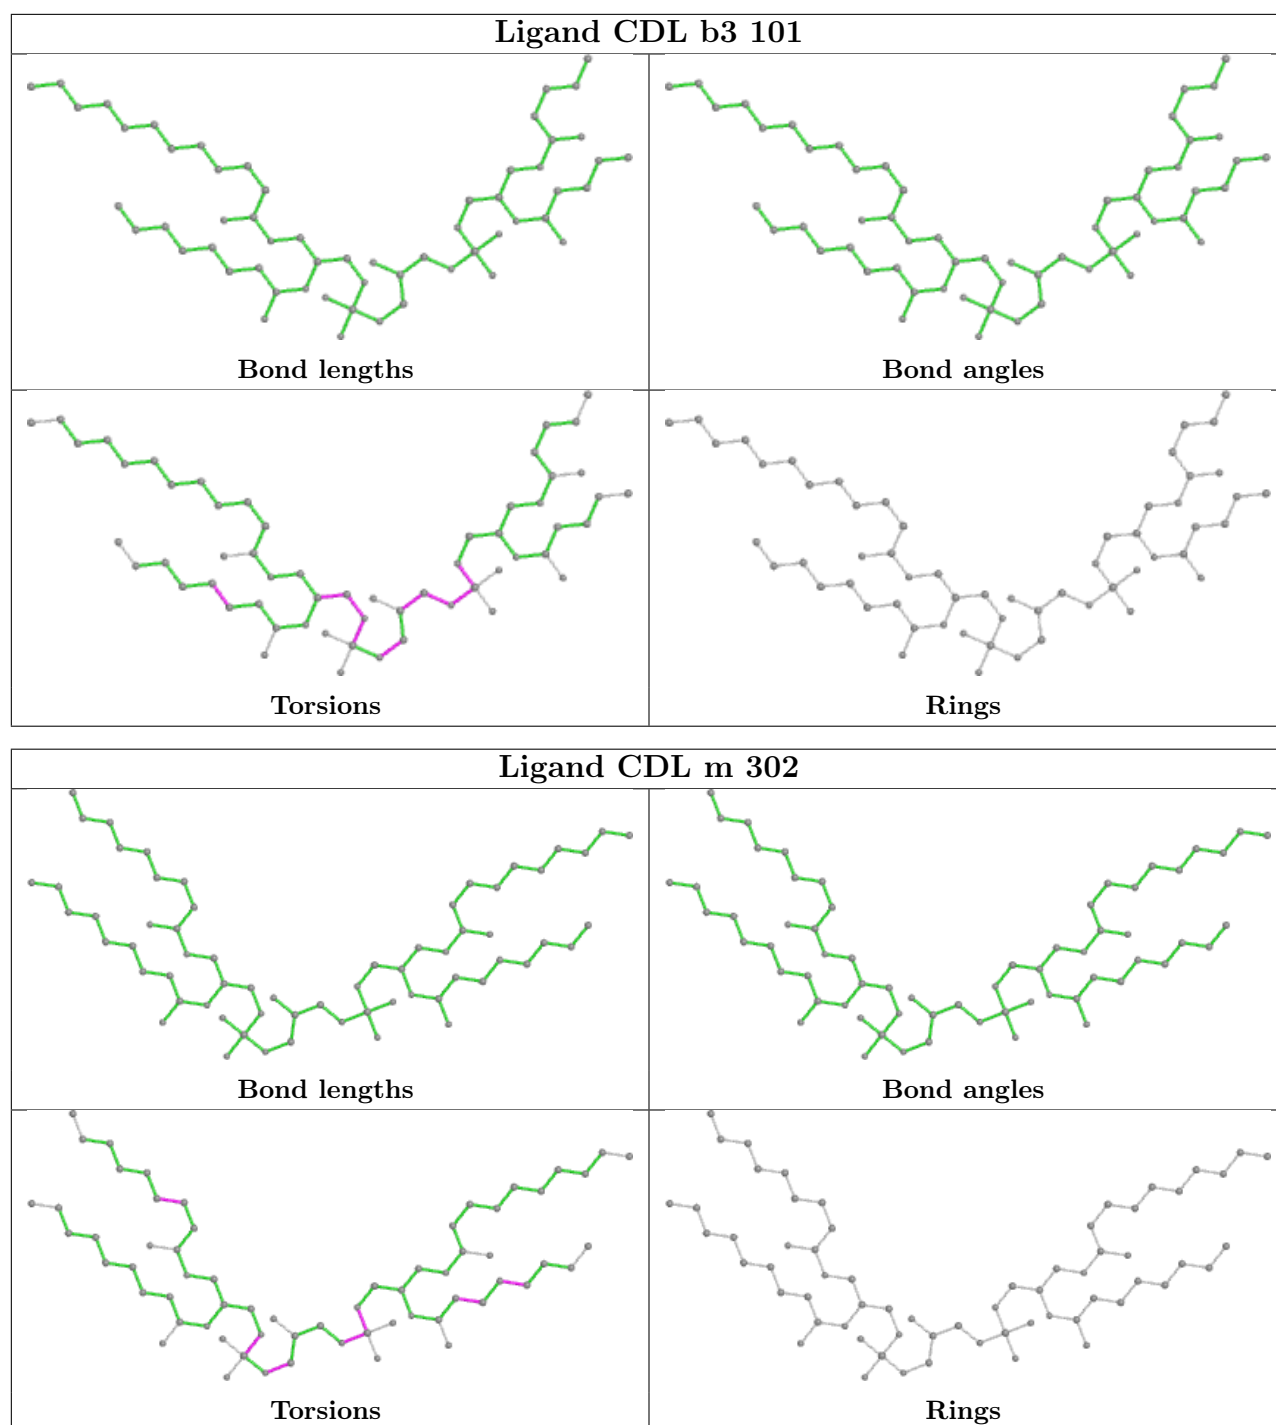 Ligand CDL b3 101
Bond lengths
Bond angles
Torsions
Rings
Ligand CDL m 302
Bond lengths
Bond angles
Torsions
Rings